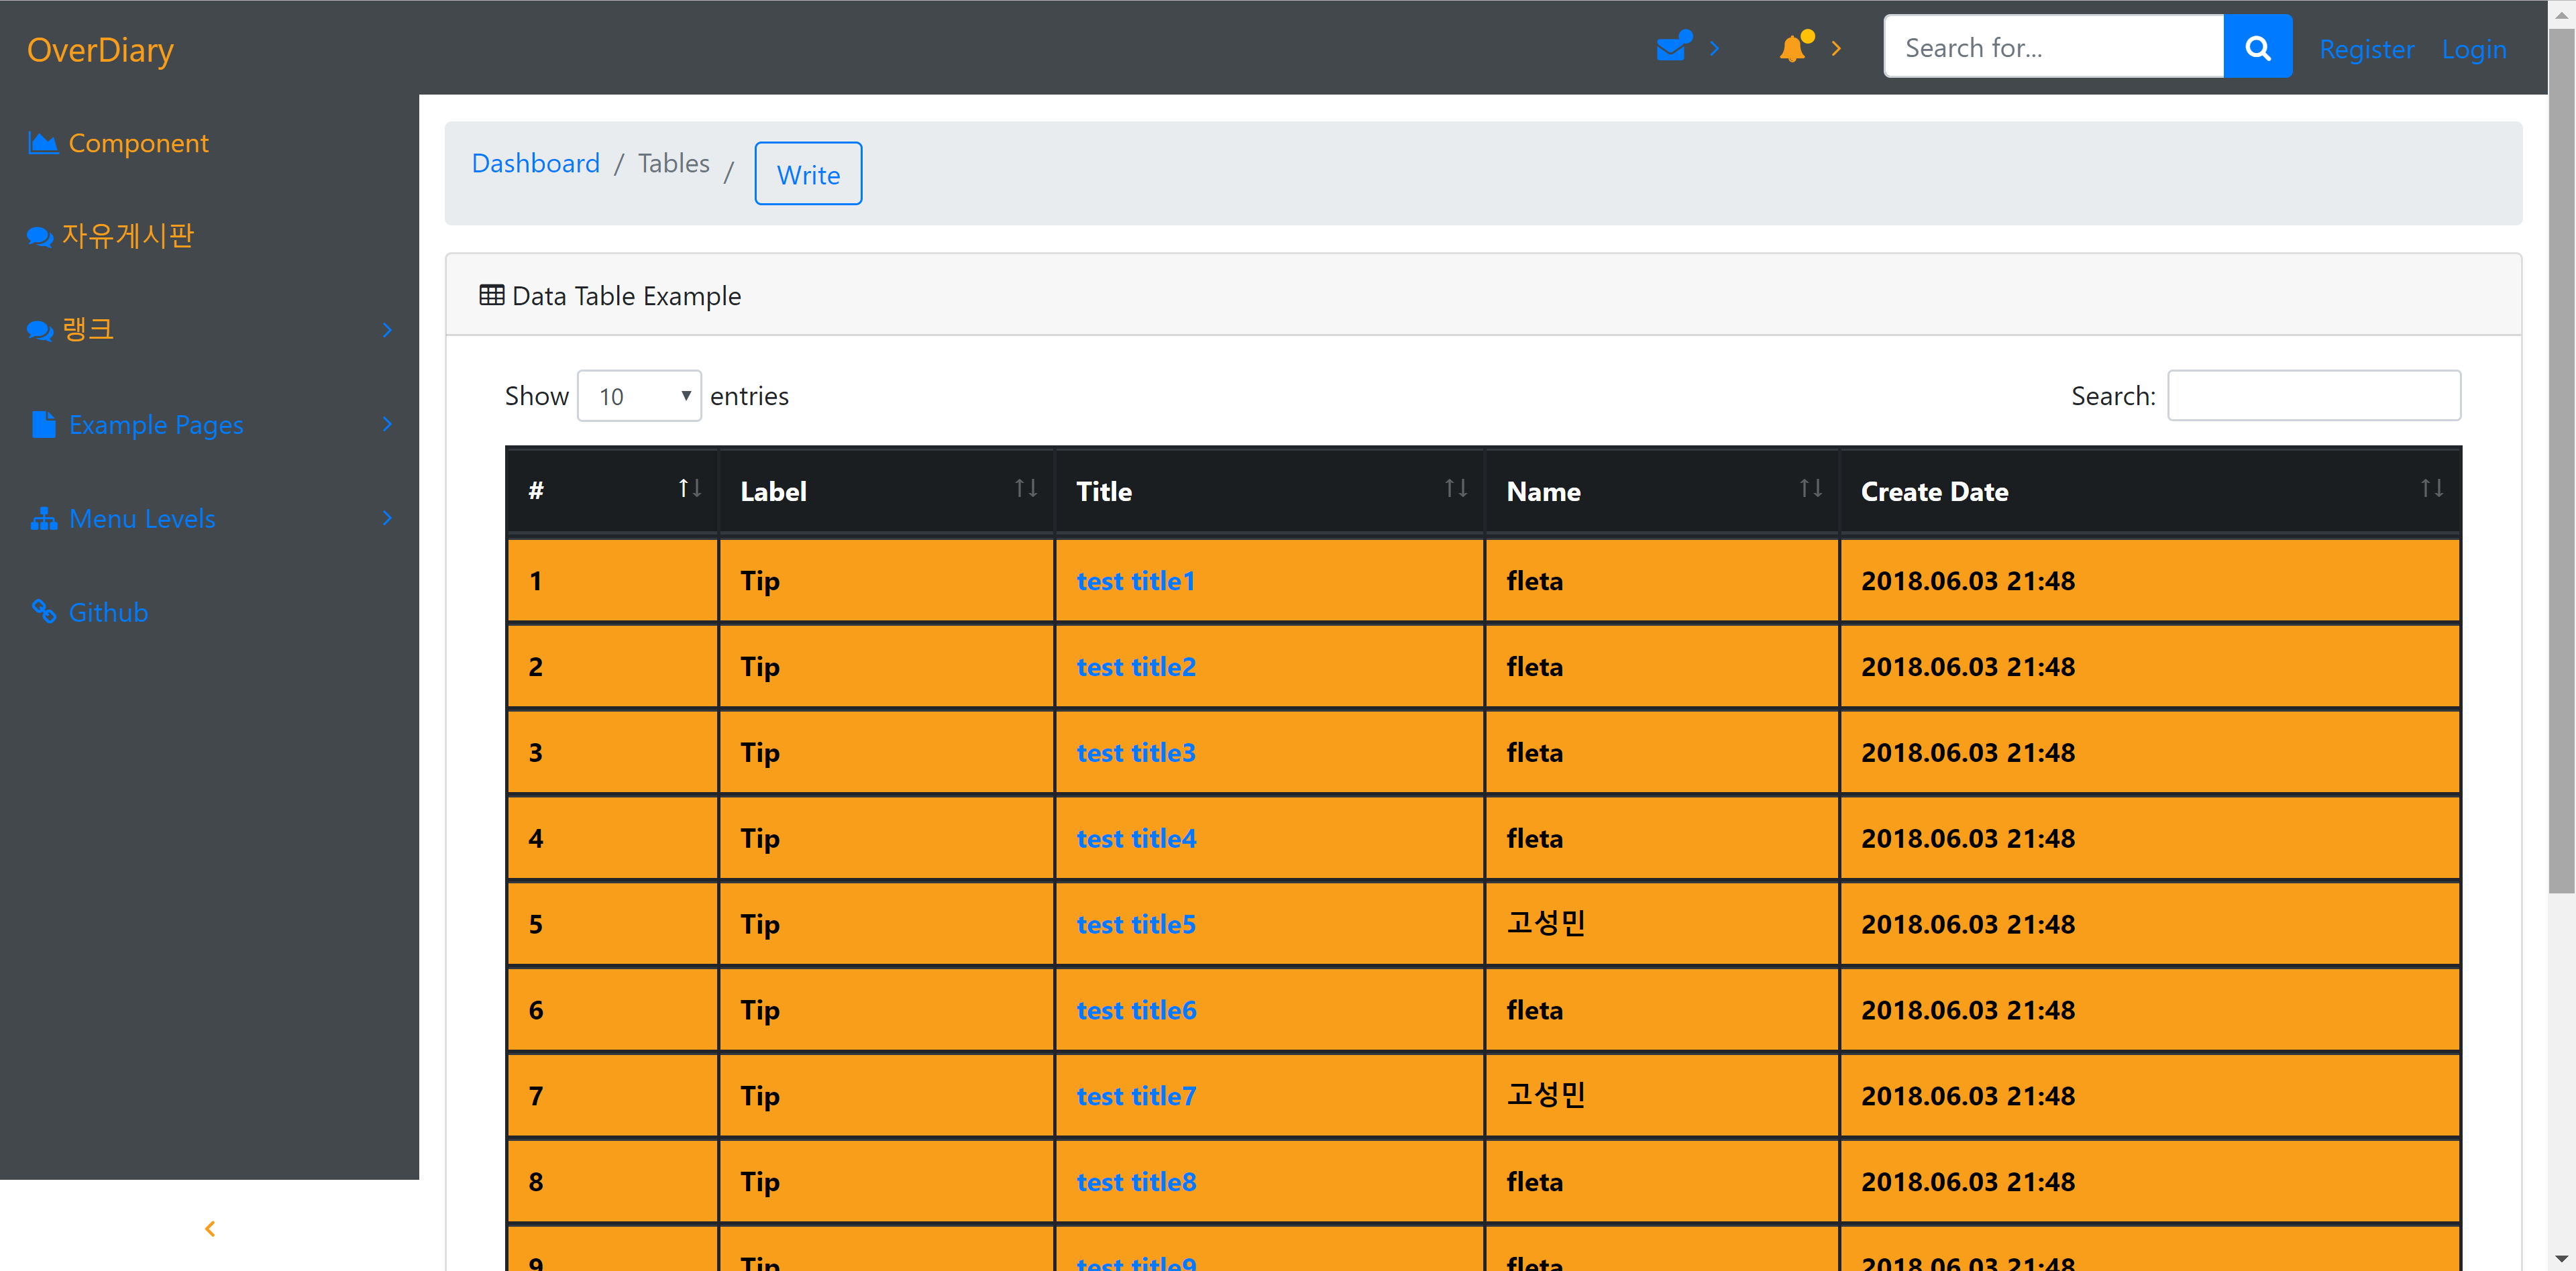 OverDiary
Search for...
Register Login
Component
자유게시판
랭크
Example Pages
Menu Levels
Github
Dashboard / Tables / Write
Data Table Example
Show 10 entries
Search:
# Label Title Name Create Date
1 Tip test title1 fleta 2018.06.03 21:48
2 Tip test title2 fleta 2018.06.03 21:48
3 Tip test title3 fleta 2018.06.03 21:48
4 Tip test title4 fleta 2018.06.03 21:48
5 Tip test title5 고성민 2018.06.03 21:48
6 Tip test title6 fleta 2018.06.03 21:48
7 Tip test title7 고성민 2018.06.03 21:48
8 Tip test title8 fleta 2018.06.03 21:48
9 Tip test title9 fleta 2018.06.03 21:48